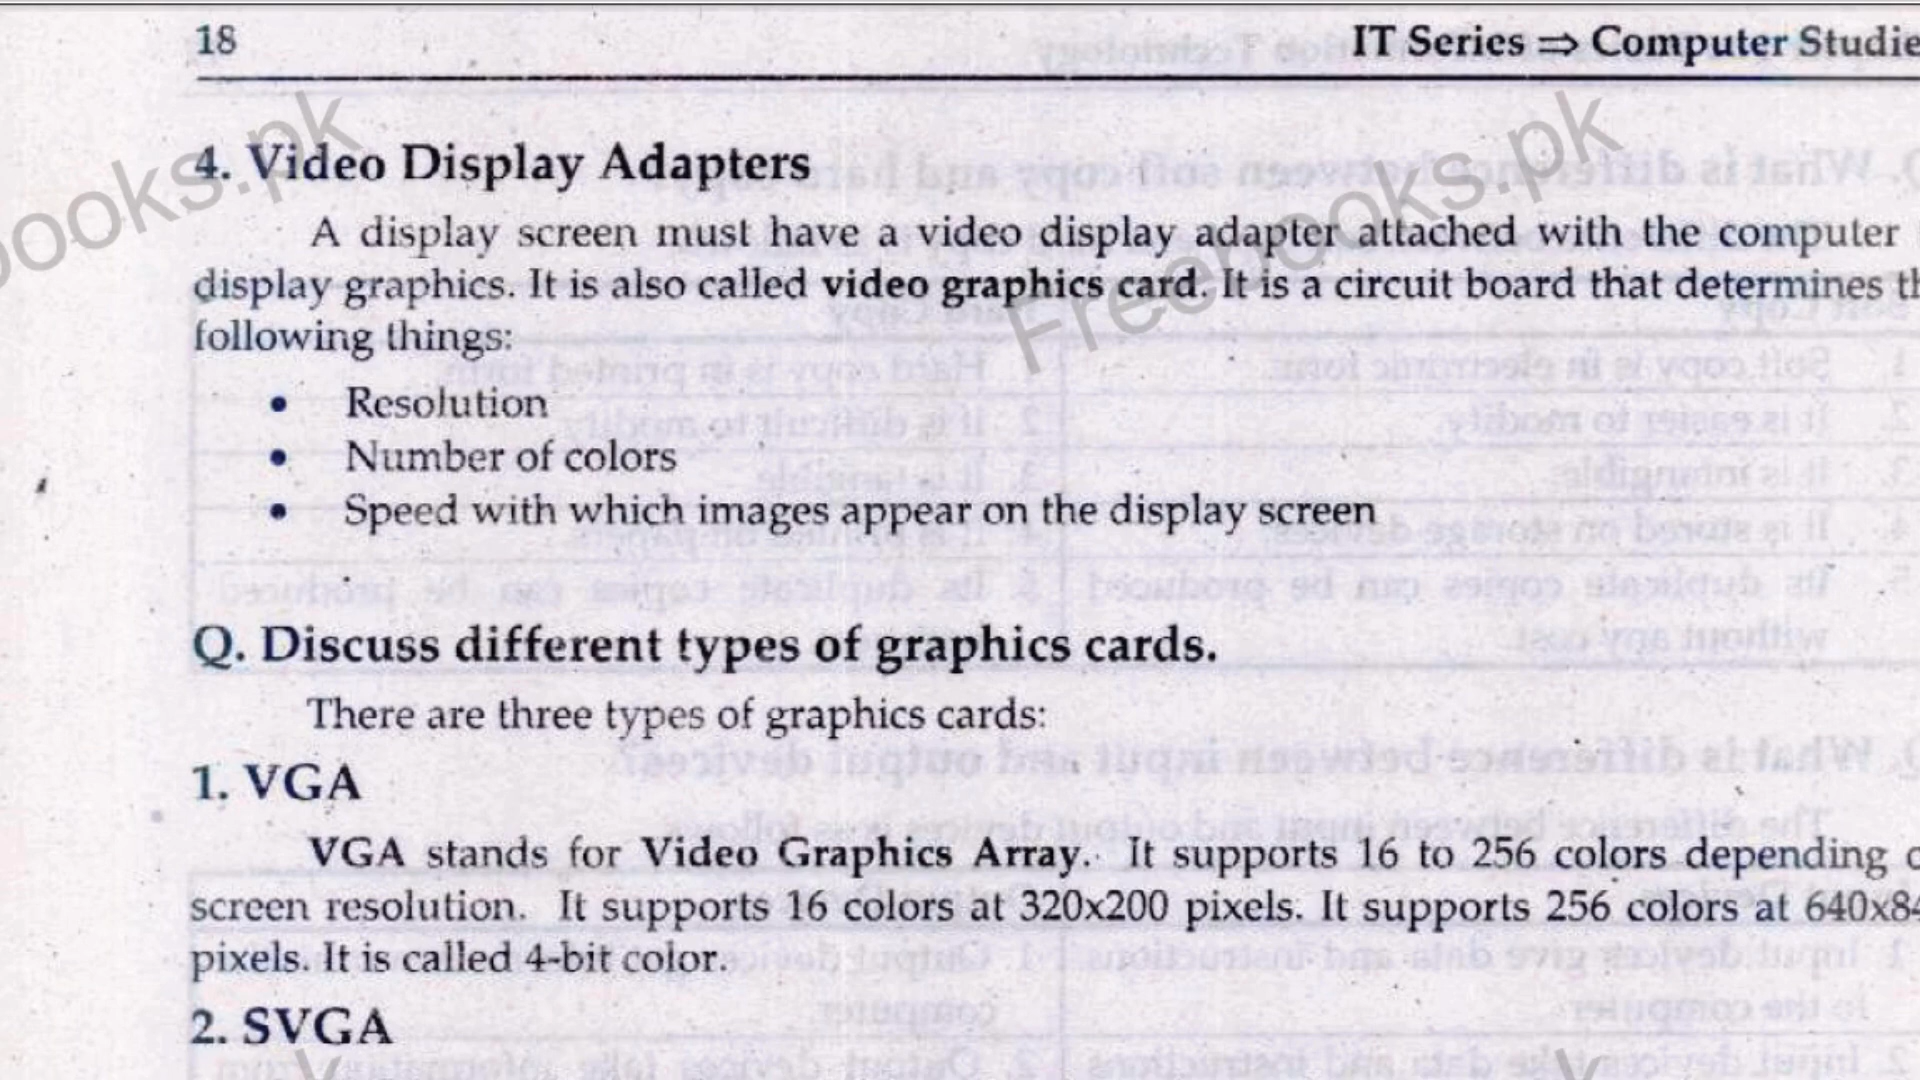 18
IT Series ⇒ Computer Studie
4. Video Display Adapters
A display screen must have a video display adapter attached with the computer
display graphics. It is also called video graphics card. It is a circuit board that determines th
following things:
• Resolution
• Number of colors
• Speed with which images appear on the display screen
Q. Discuss different types of graphics cards.
There are three types of graphics cards:
1. VGA
VGA stands for Video Graphics Array. It supports 16 to 256 colors depending o
screen resolution. It supports 16 colors at 320x200 pixels. It supports 256 colors at 640x84
pixels. It is called 4-bit color.
2. SVGA
ooks.pk
Freebooks.pk